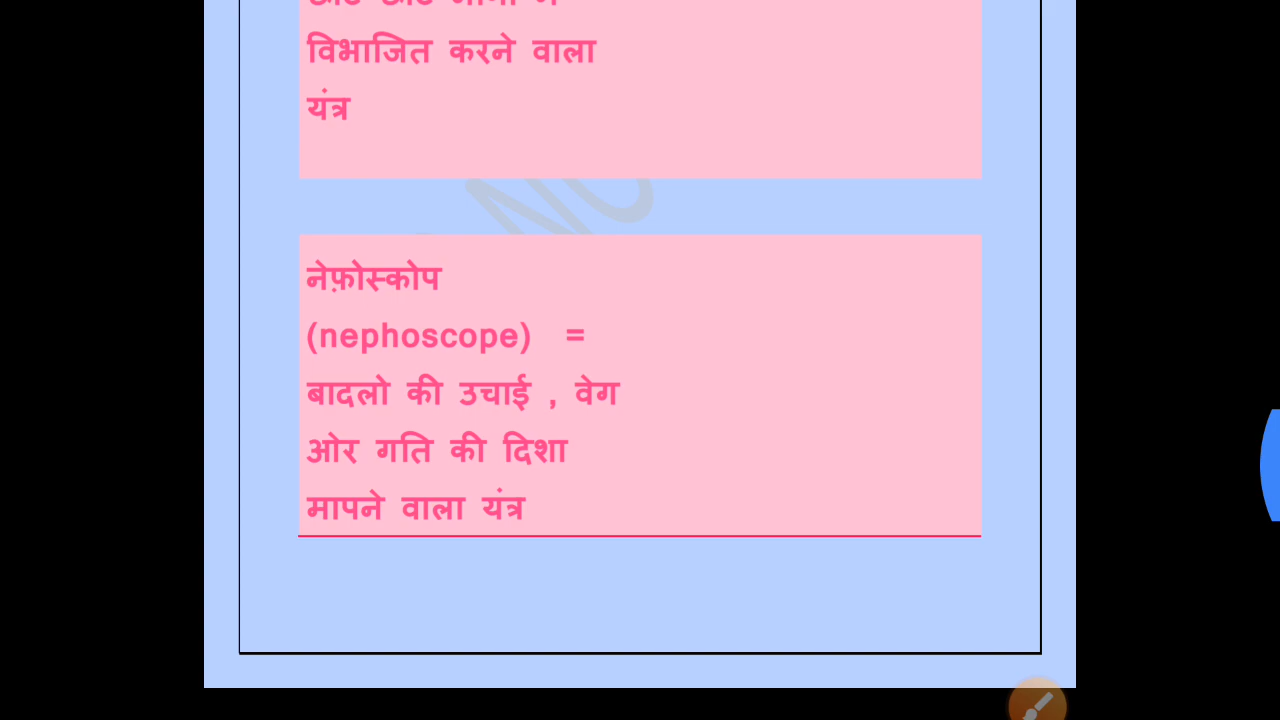 विभाजित करने वाला
यंत्र
नेफ़ोस्कोप
(nephoscope) =
बादलो की उचाई , वेग
ओर गति की दिशा
मापने वाला यंत्र